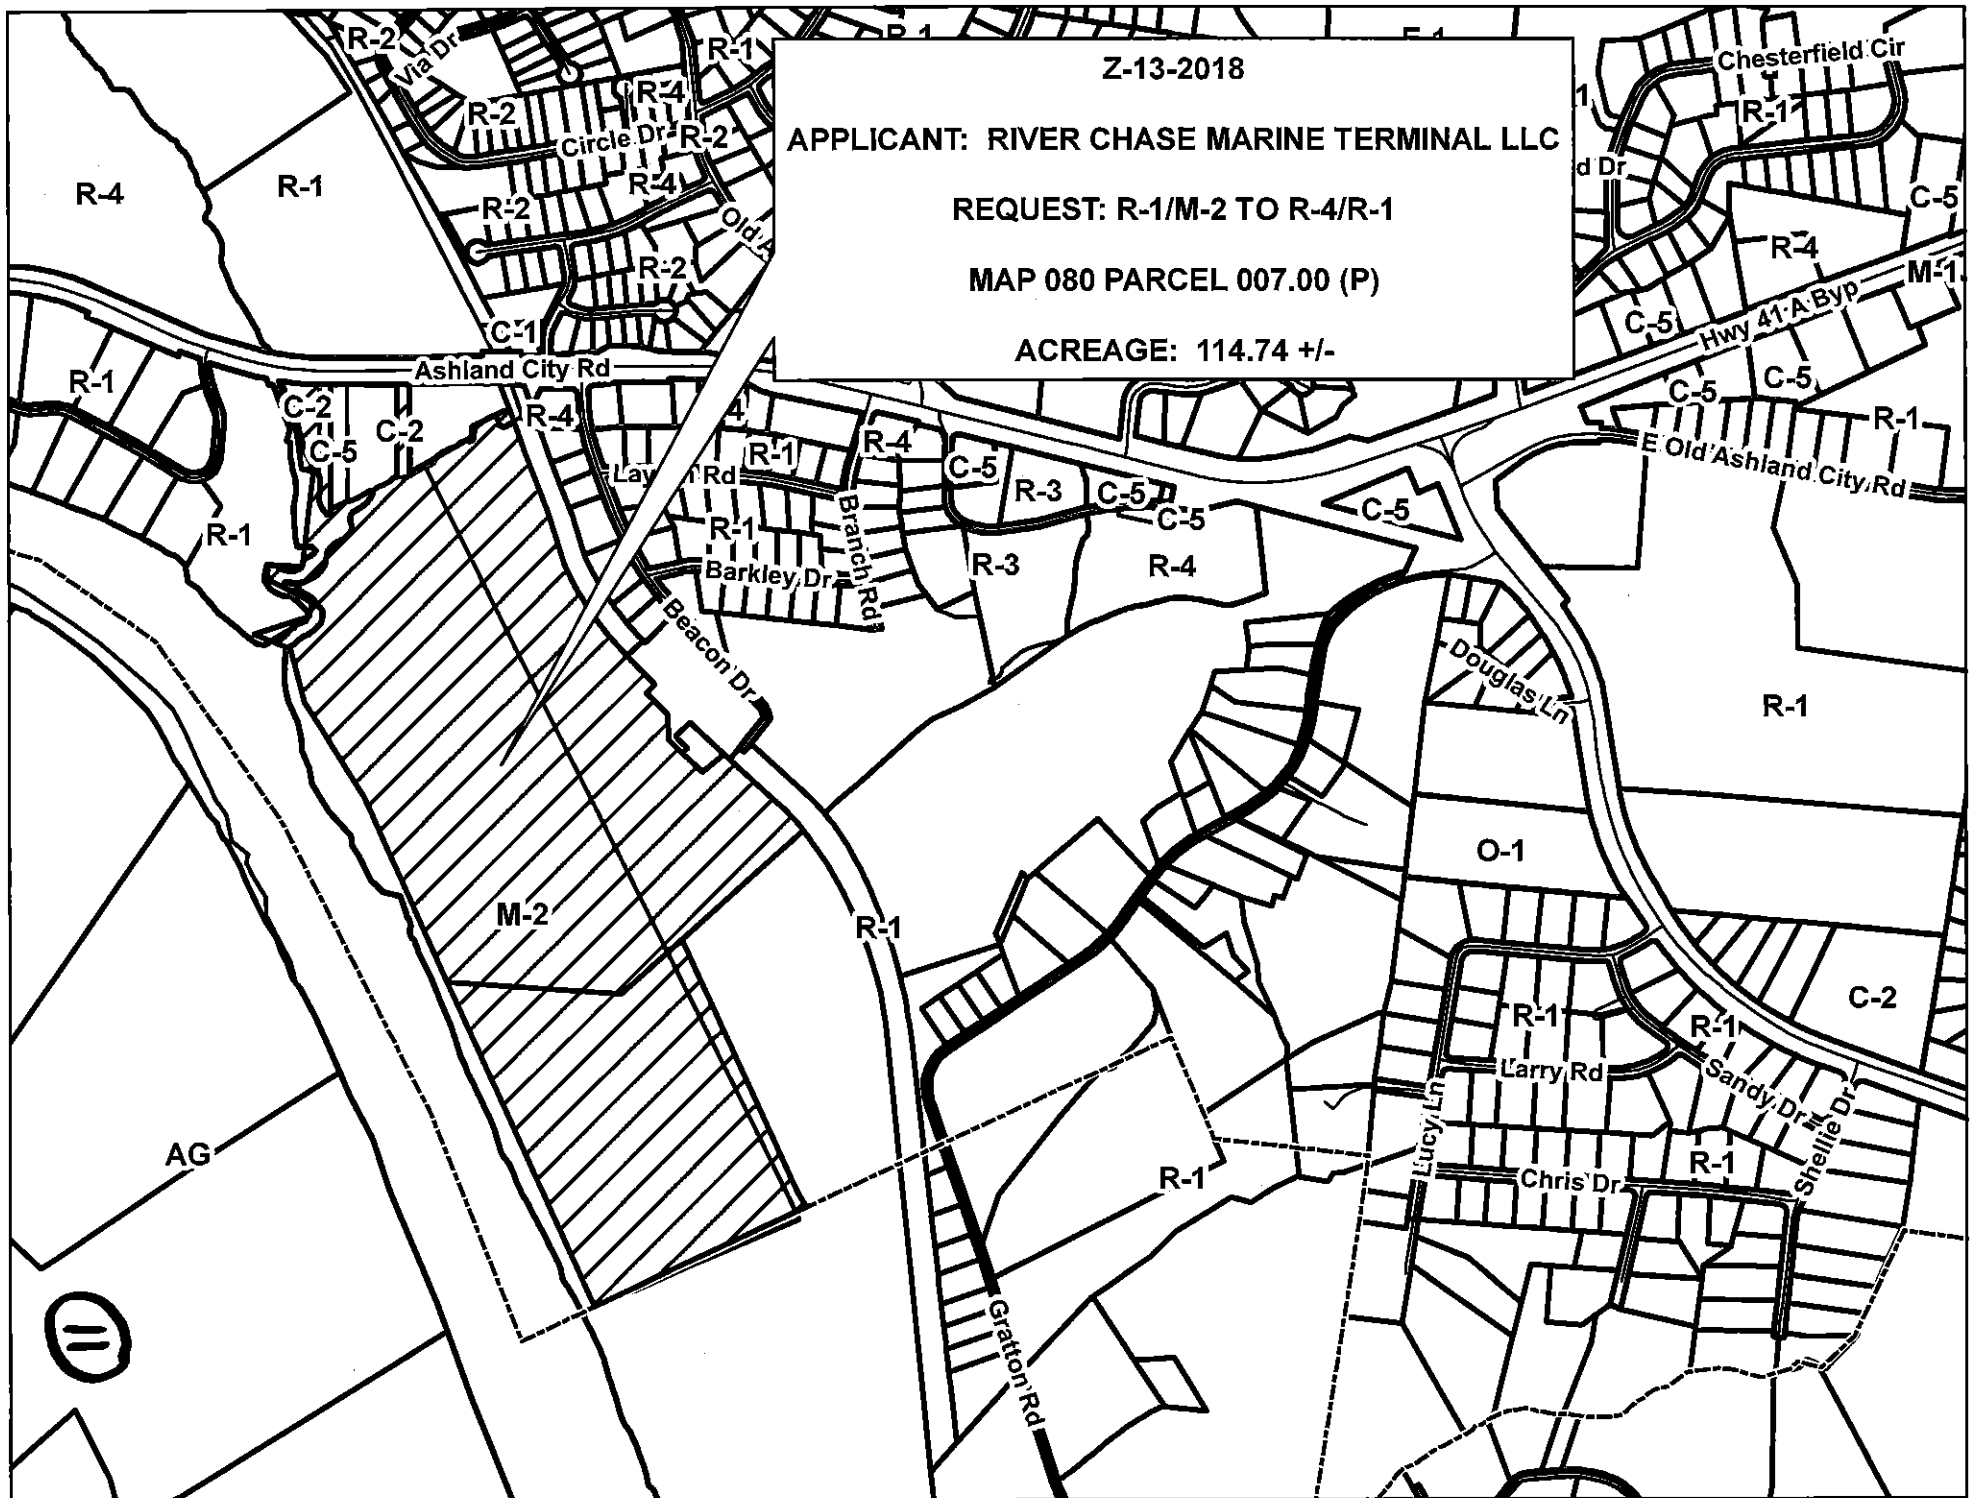 Z-13-2018
APPLICANT: RIVER CHASE MARINE TERMINAL LLC
REQUEST: R-1/M-2 TO R-4/R-1
MAP 080 PARCEL 007.00 (P)
ACREAGE: 114.74 +/-
R-2
Via Dr
R-1
Chesterfield Cir
R-2
R-4
R-1
Circle Dr
R-2
R-4
R-1
R-4
R-2
C-5
R-2
R-4
M-1
C-1
C-5
Hwy 41 A Byp
Ashland City Rd
R-1
C-5
C-5
C-2
C-5
C-2
R-4
R-4
R-1
R-1
C-5
E Old Ashland City Rd
Rd
R-3
C-5
C-5
C-5
R-1
R-1
Branch Rd
R-3
R-4
Barkley Dr
Beacon Dr
Douglas Ln
R-1
O-1
M-2
R-1
C-2
R-1
R-1
Larry Rd
Sandy Dr
Lucy Ln
Shellie Dr
AG
R-1
Chris Dr
R-1
Gratton Rd
11